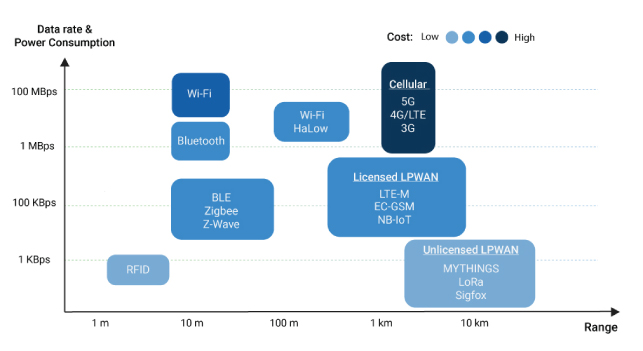 Data rate &
Power Consumption
Cost: Low High
100 MBps
Wi-Fi
Cellular
5G
4G/LTE
3G
Wi-Fi
HaLow
Bluetooth
1 MBps
Licensed LPWAN
LTE-M
EC-GSM
NB-IoT
BLE
Zigbee
Z-Wave
100 KBps
Unlicensed LPWAN
MYTHINGS
LoRa
Sigfox
1 KBps
RFID
1 m 10 m 100 m 1 km 10 km
Range